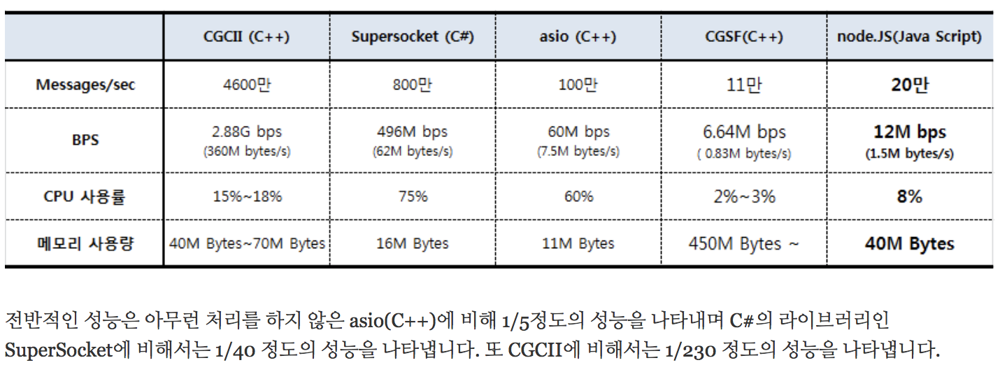 CGCII (C++) Supersocket (C#) asio (C++) CGSF(C++) node.JS(Java Script)
Messages/sec 4600만 800만 100만 11만 20만
BPS 2.88G bps 496M bps 60M bps 6.64M bps 12M bps
(360M bytes/s) (62M bytes/s) (7.5M bytes/s) ( 0.83M bytes/s) (1.5M bytes/s)
CPU 사용률 15%~18% 75% 60% 2%~3% 8%
메모리 사용량 40M Bytes~70M Bytes 16M Bytes 11M Bytes 450M Bytes ~ 40M Bytes
전반적인 성능은 아무런 처리를 하지 않은 asio(C++)에 비해 1/5정도의 성능을 나타내며 C#의 라이브러리인
SuperSocket에 비해서는 1/40 정도의 성능을 나타냅니다. 또 CGCII에 비해서는 1/230 정도의 성능을 나타냅니다.